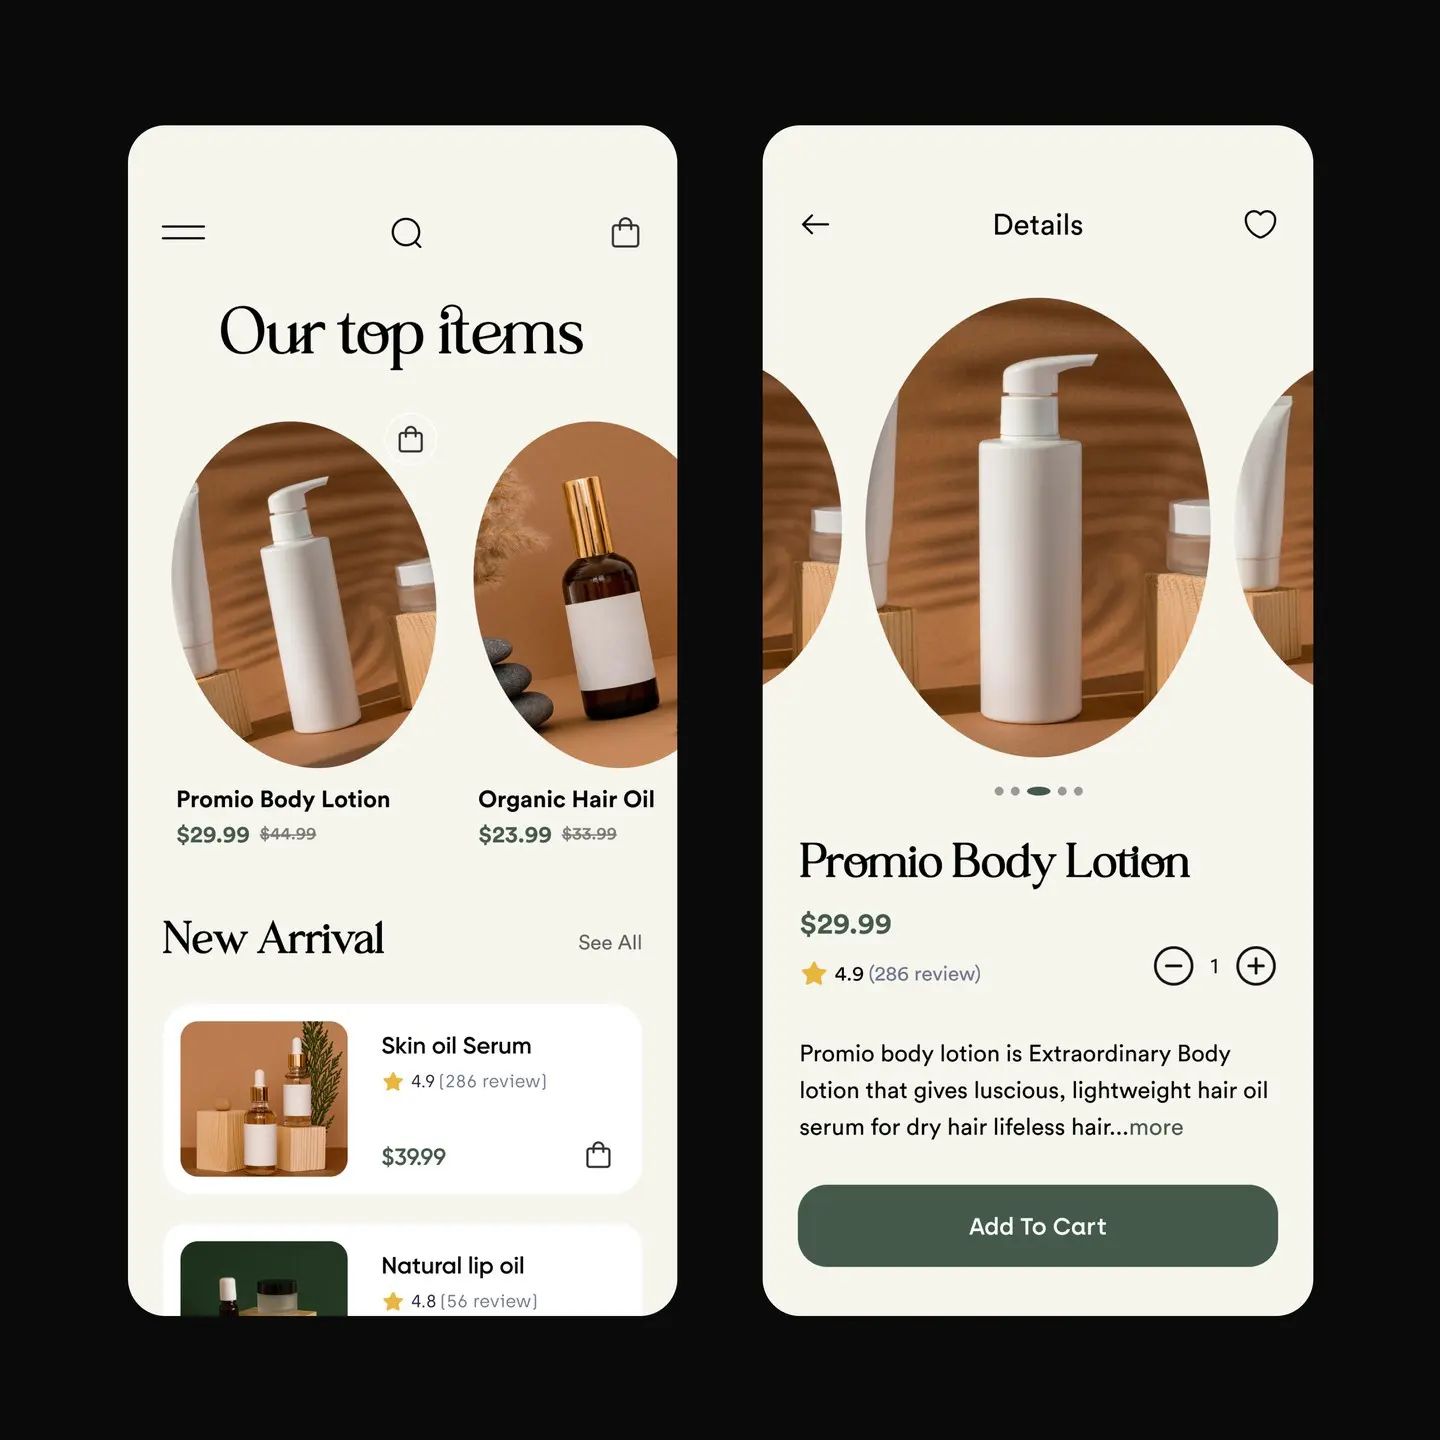 Our top items
Promio Body Lotion
$29.99 $44.99
Organic Hair Oil
$23.99 $33.99
New Arrival
See All
Skin oil Serum
4.9 (286 review)
$39.99
Natural lip oil
4.8 (56 review)
Details
Promio Body Lotion
$29.99
4.9 (286 review)
1
Promio body lotion is Extraordinary Body
lotion that gives luscious, lightweight hair oil
serum for dry hair lifeless hair...more
Add To Cart